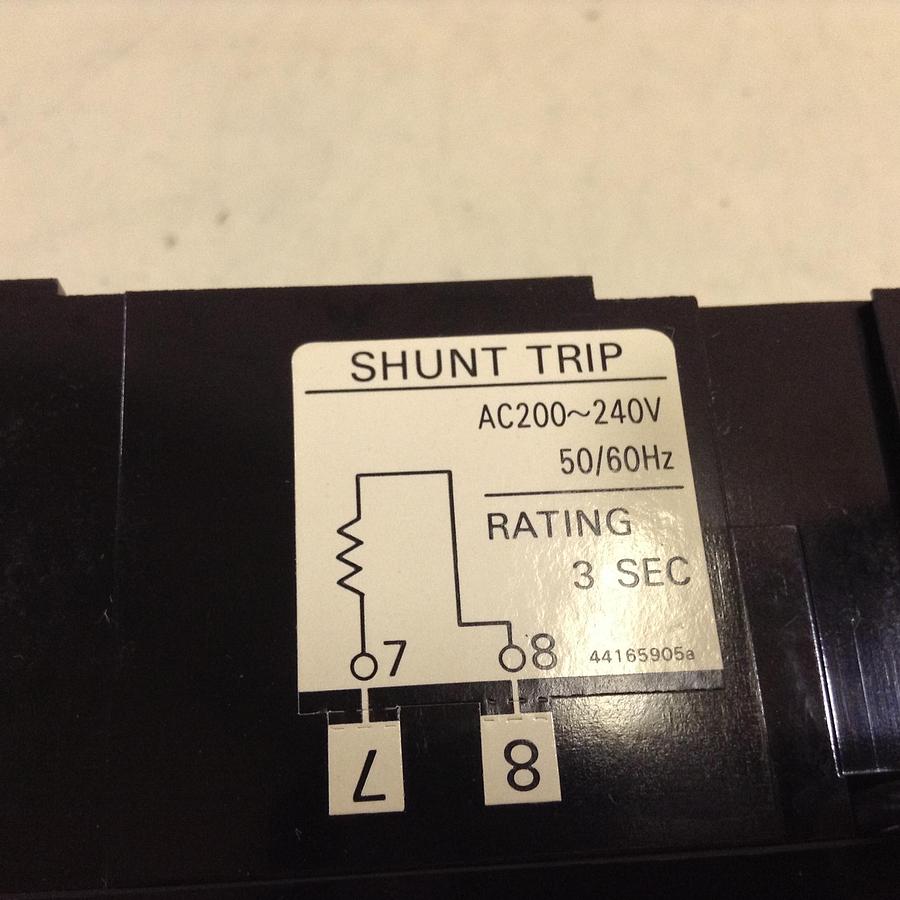 SHUNT TRIP
AC200~240V
50/60Hz
RATING
3 SEC
7 8 44165905a
7 8